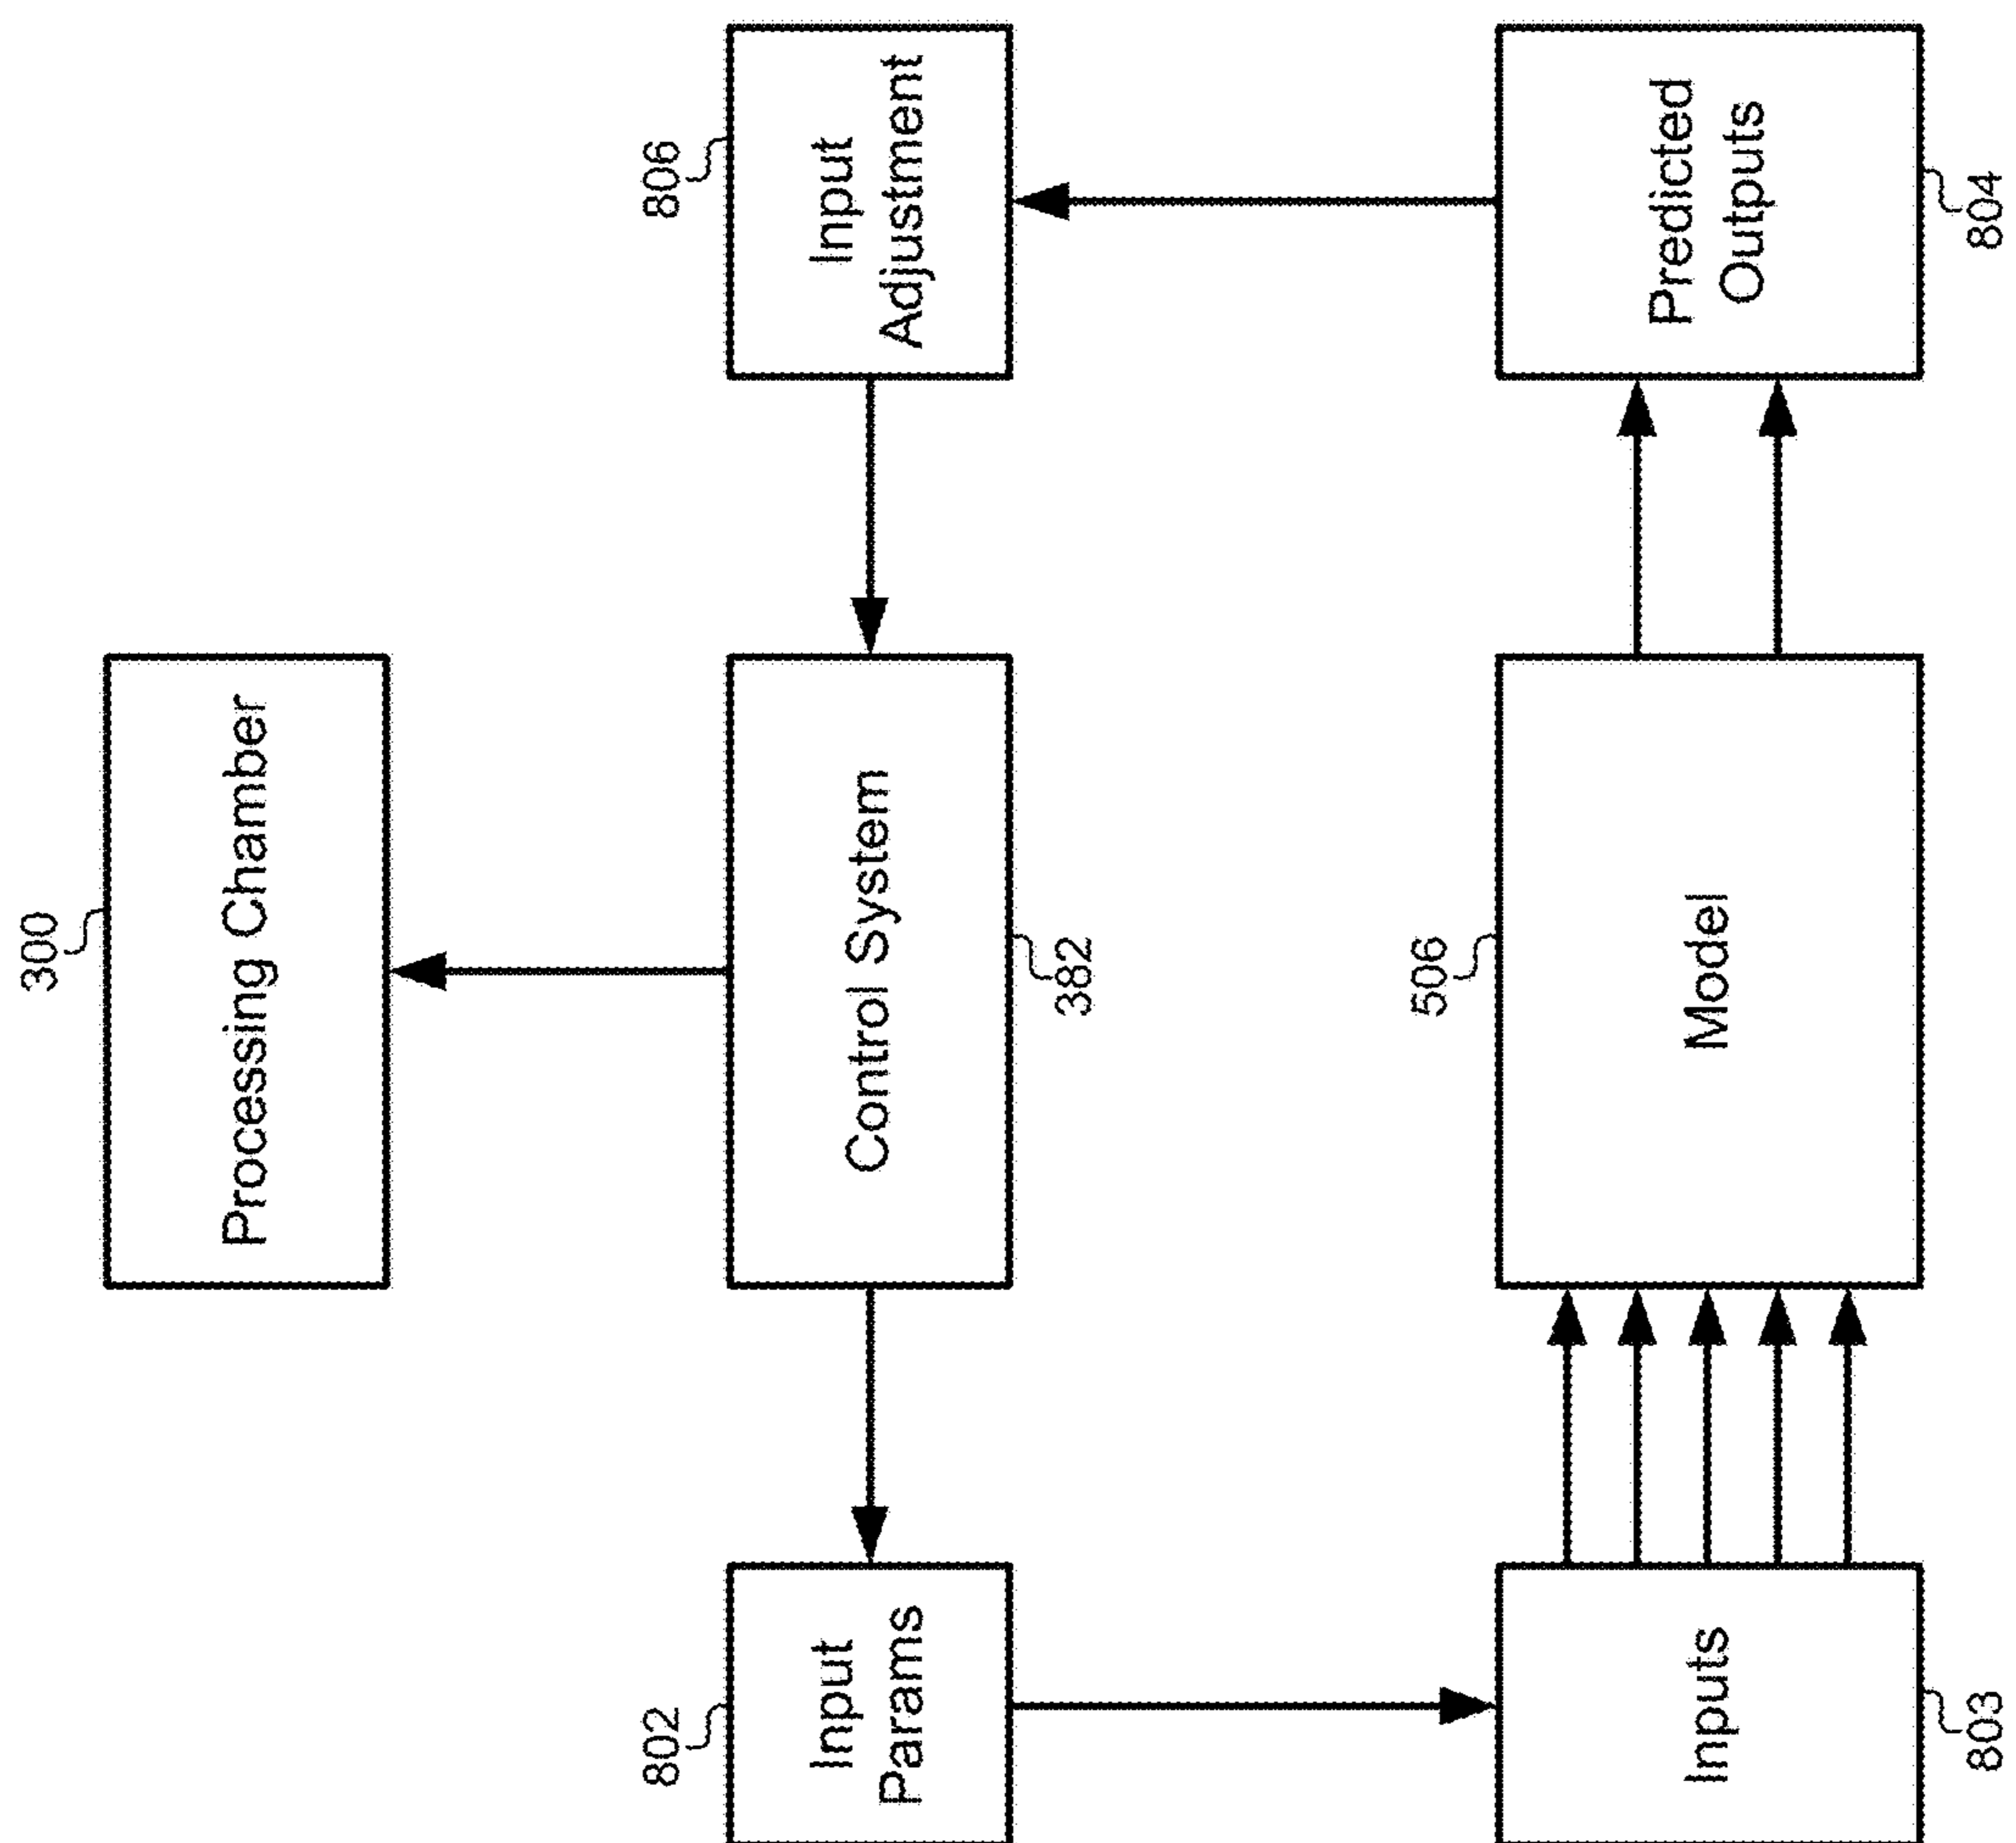 300
Processing Chamber
802
Input
Params
Control System
382
806
Input
Adjustment
Inputs
803
506
Model
Predicted
Outputs
804